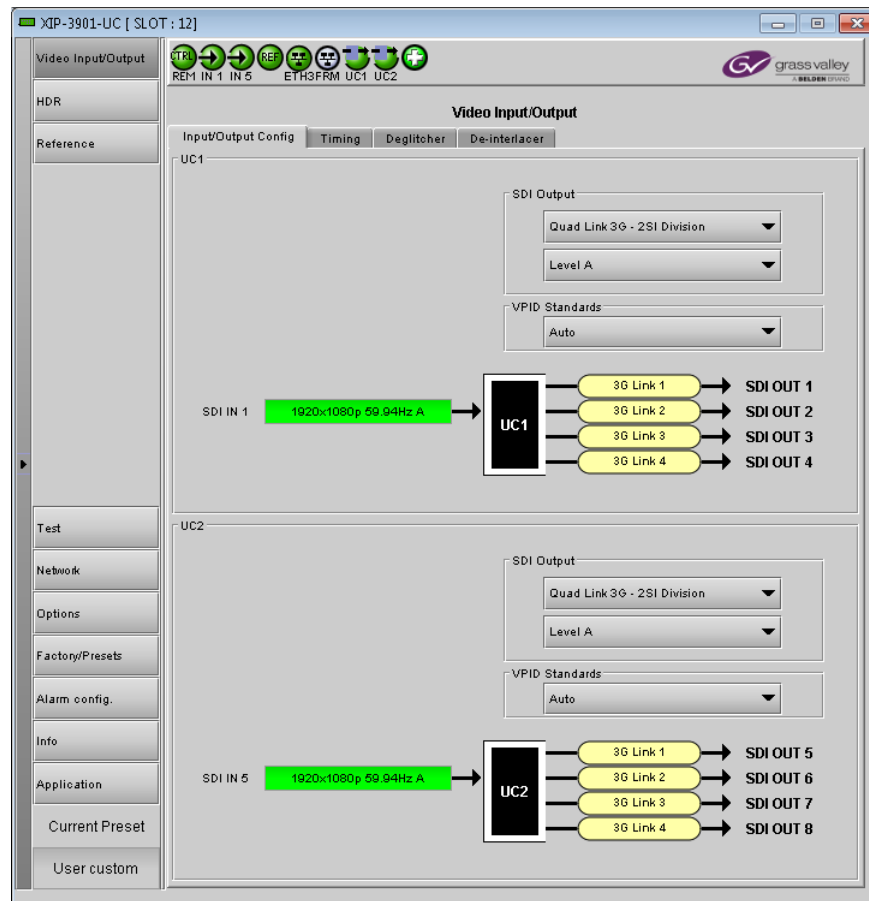 XIP-3901-UC [ SLOT : 12]
Video Input/Output
HDR
Reference
Test
Network
Options
Factory/Presets
Alarm config.
Info
Application
Current Preset
User custom
CTRL REF
REM IN 1 IN 5 ETH3FRM UC1 UC2
GV grass valley
A BELDEN BRAND
Video Input/Output
Input/Output Config Timing Deglitcher De-interlacer
UC1
SDI Output
Quad Link 3G - 2SI Division
Level A
VPID Standards
Auto
SDI IN 1 1920x1080p 59.94Hz A UC1
3G Link 1 SDI OUT 1
3G Link 2 SDI OUT 2
3G Link 3 SDI OUT 3
3G Link 4 SDI OUT 4
UC2
SDI Output
Quad Link 3G - 2SI Division
Level A
VPID Standards
Auto
SDI IN 5 1920x1080p 59.94Hz A UC2
3G Link 1 SDI OUT 5
3G Link 2 SDI OUT 6
3G Link 3 SDI OUT 7
3G Link 4 SDI OUT 8